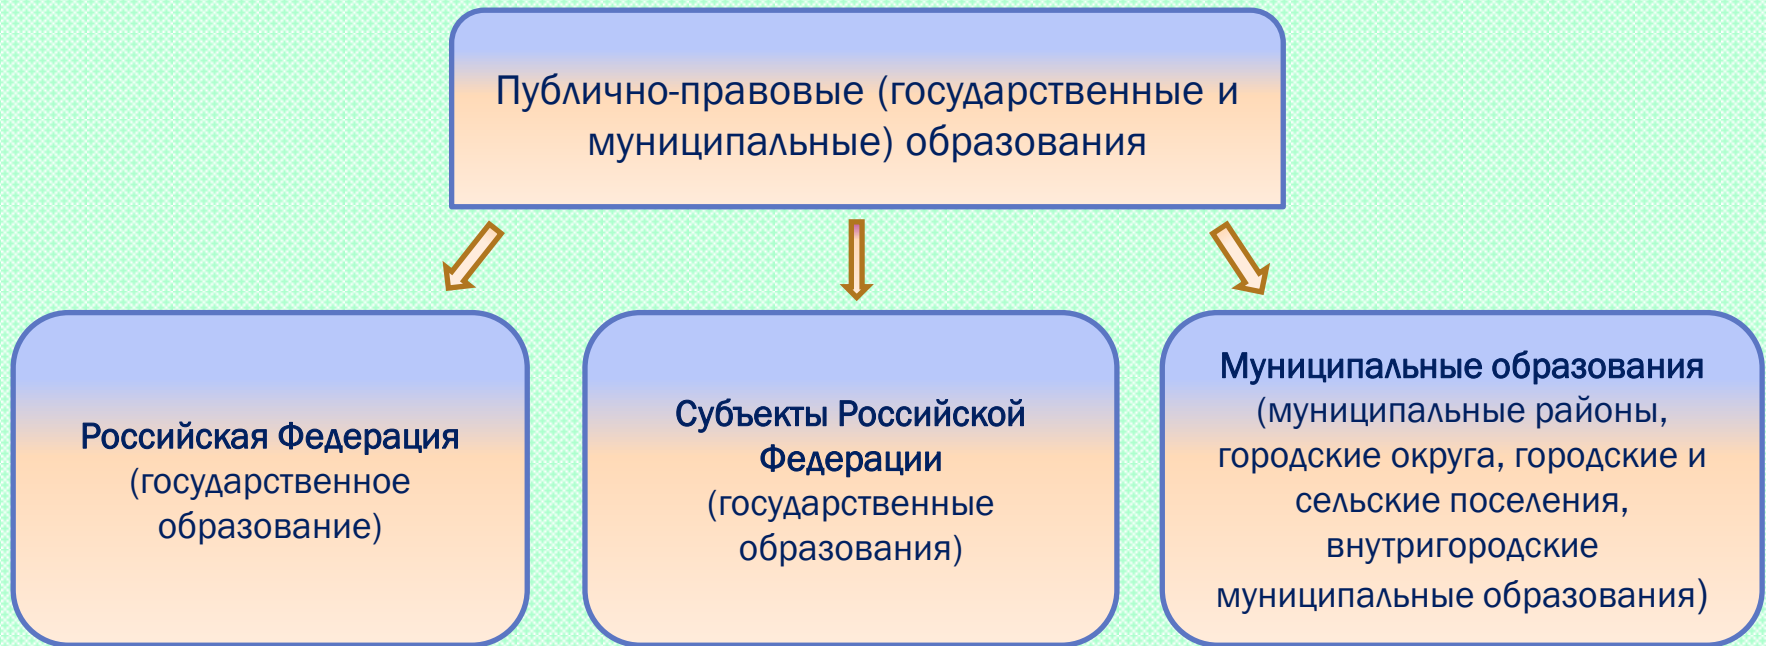 Публично-правовые (государственные и
муниципальные) образования
Российская Федерация
(государственное
образование)
Субъекты Российской
Федерации
(государственные
образования)
Муниципальные образования
(муниципальные районы,
городские округа, городские и
сельские поселения,
внутригородские
муниципальные образования)